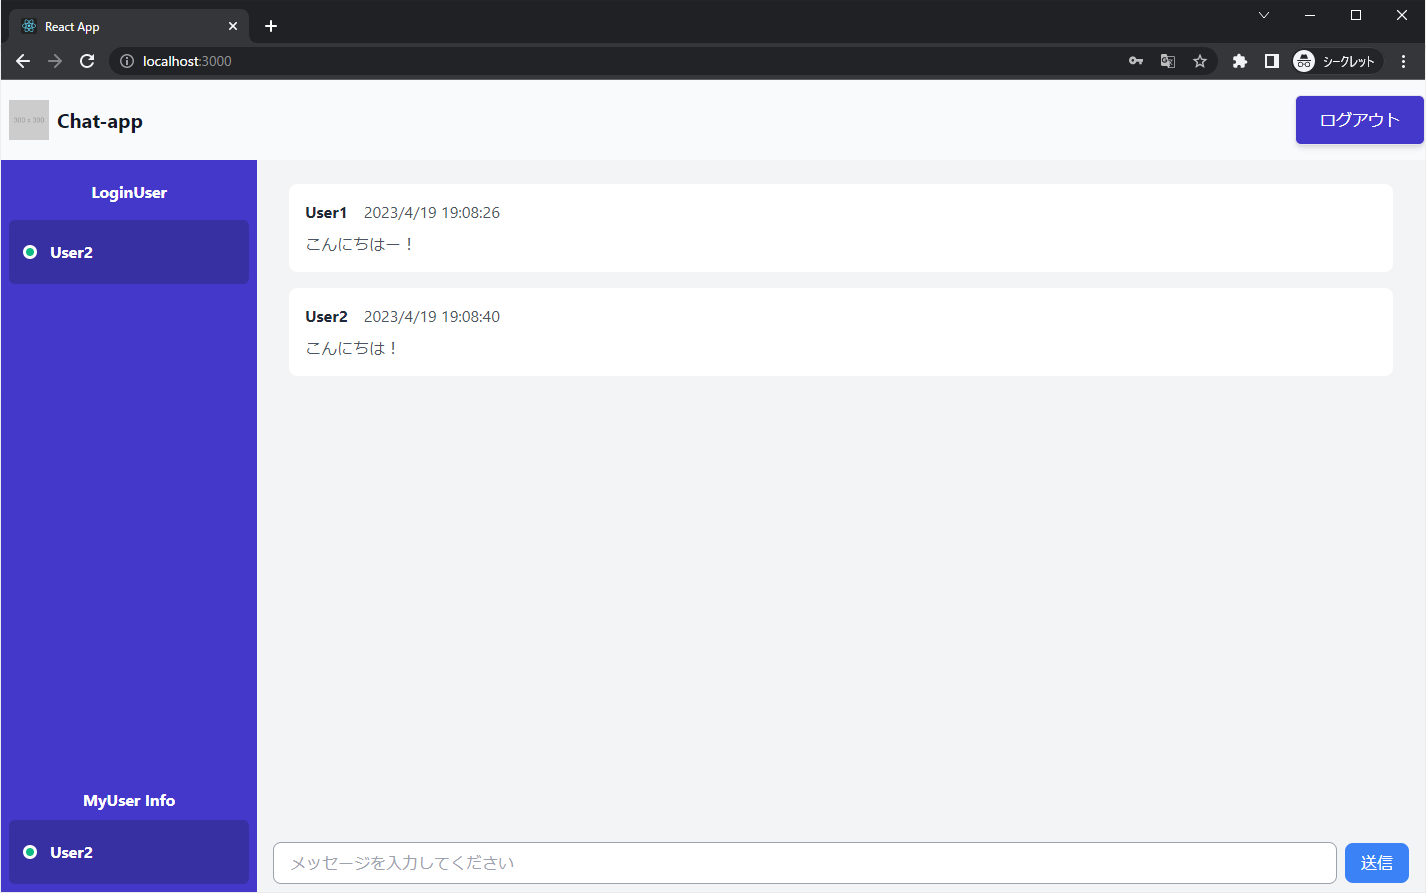 React App
localhost:3000
シークレット
300 x 300
Chat-app
ログアウト
LoginUser
User2
User1 2023/4/19 19:08:26
こんにちはー！
User2 2023/4/19 19:08:40
こんにちは！
MyUser Info
User2
メッセージを入力してください
送信